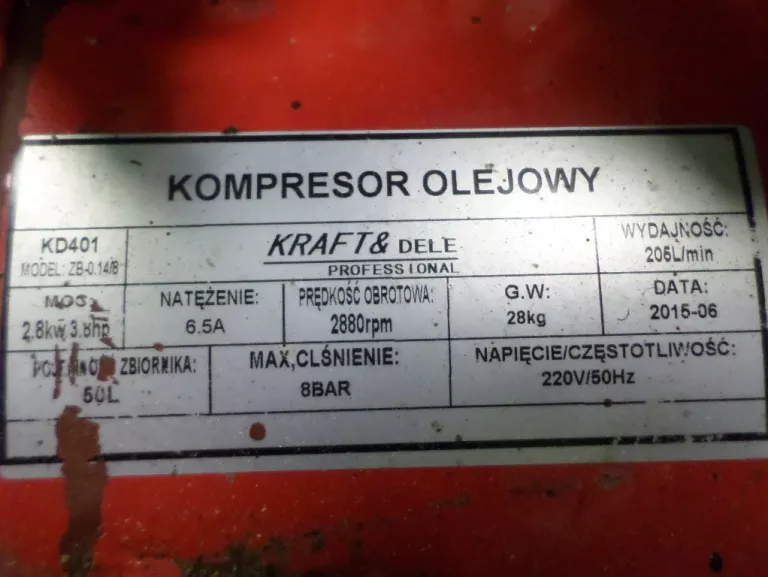 KOMPRESOR OLEJOWY
KD401
MODEL: ZB-0.14/8
KRAFT& DELE
PROFESSIONAL
WYDAJNOŚĆ:
205L/min
MOC:
2.8kw 3.8hp
NATĘŻENIE:
6.5A
PRĘDKOŚĆ OBROTOWA:
2880rpm
G.W:
28kg
DATA:
2015-06
ZBIORNIKA:
50L
MAX,CLŚNIENIE:
8BAR
NAPIĘCIE/CZĘSTOTLIWOŚĆ:
220V/50Hz